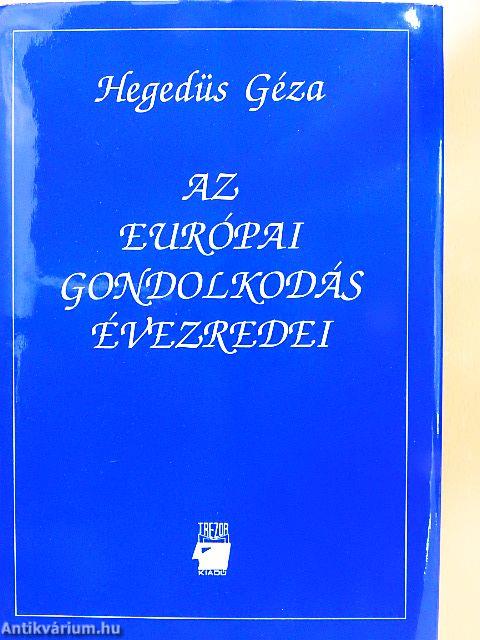 Hegedüs Géza
AZ
EURÓPAI
GONDOLKODÁS
ÉVEZREDEI
TREZOR
KIADÓ
Antikvárium.hu